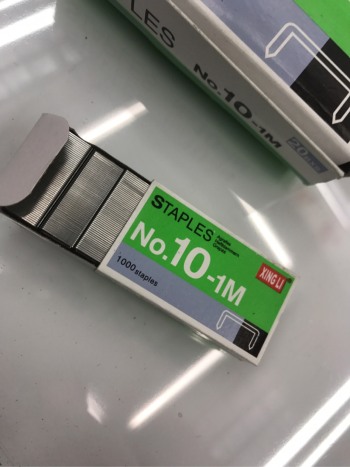 LES
No.10-1M
STAPLES
No.10-1M
1000 staples
XING LI